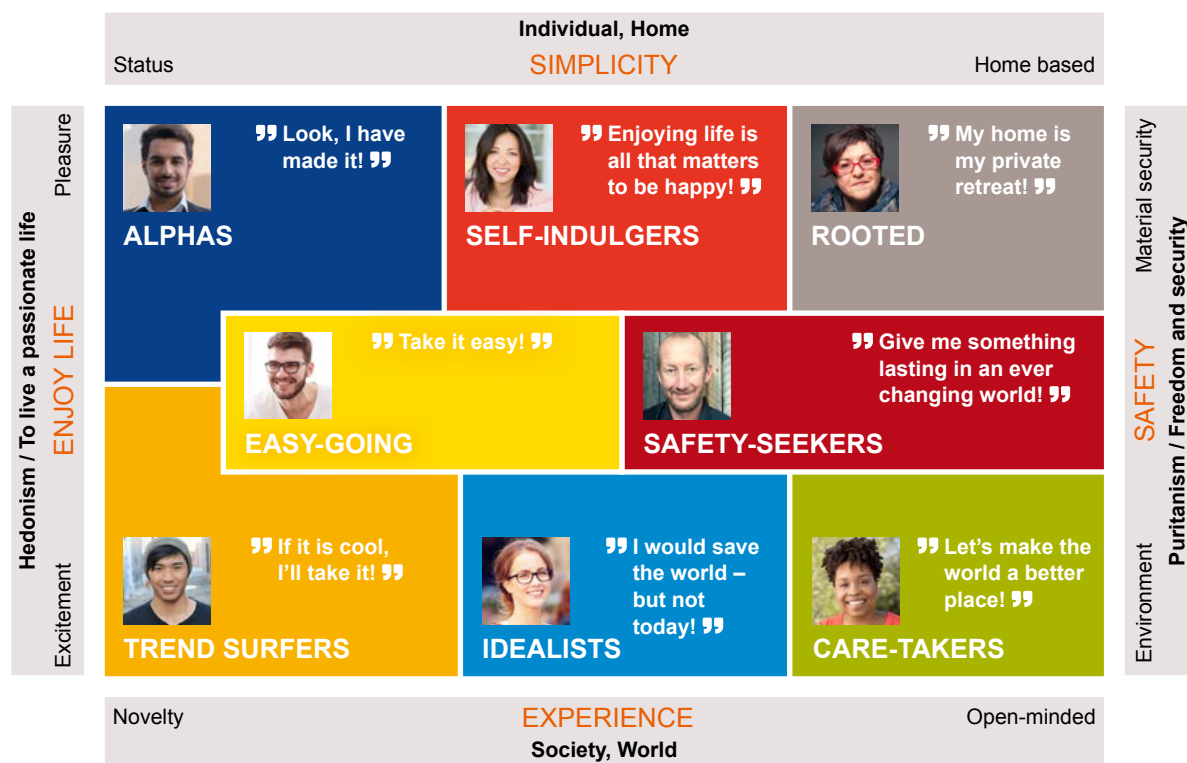 Individual, Home
Status
SIMPLICITY
Home based
Hedonism / To live a passionate life
ENJOY LIFE
Pleasure
Excitement
❞ Look, I have
made it! ❞
ALPHAS
❞ Enjoying life is
all that matters
to be happy! ❞
SELF-INDULGERS
❞ My home is
my private
retreat! ❞
ROOTED
❞ Take it easy! ❞
EASY-GOING
❞ Give me something
lasting in an ever
changing world! ❞
SAFETY-SEEKERS
❞ If it is cool,
I’ll take it! ❞
TREND SURFERS
❞ I would save
the world –
but not
today! ❞
IDEALISTS
❞ Let’s make the
world a better
place! ❞
CARE-TAKERS
Material security
Environment
SAFETY
Puritanism / Freedom and security
Novelty
EXPERIENCE
Open-minded
Society, World